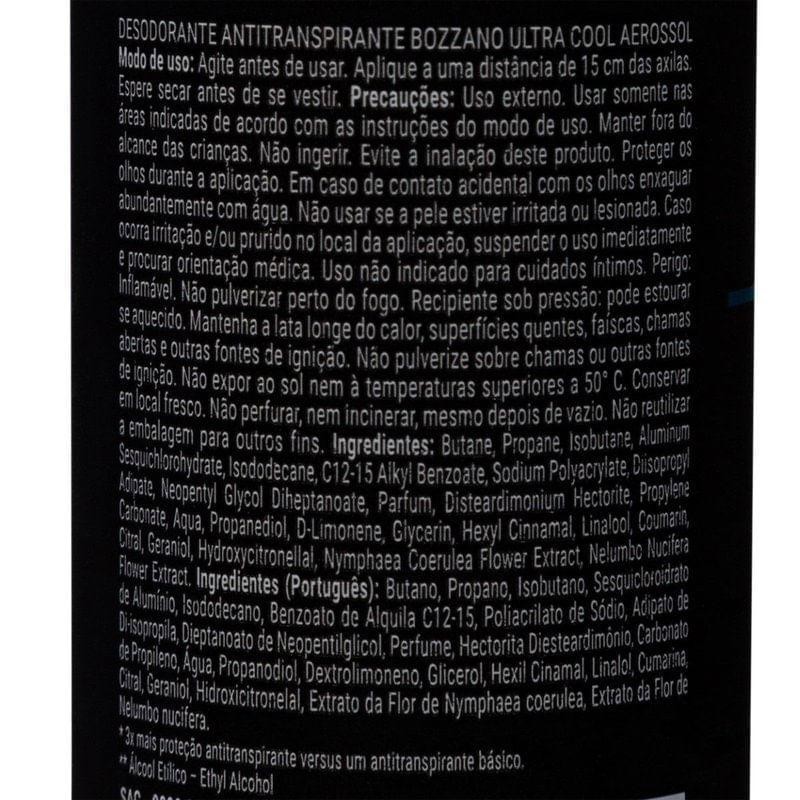 DESODORANTE ANTITRANSPIRANTE BOZZANO ULTRA COOL AEROSSOL
Modo de uso: Agite antes de usar. Aplique a uma distância de 15 cm das axilas.
Espere secar antes de se vestir. Precauções: Uso externo. Usar somente nas
áreas indicadas de acordo com as instruções do modo de uso. Manter fora do
alcance das crianças. Não ingerir. Evite a inalação deste produto. Proteger os
olhos durante a aplicação. Em caso de contato acidental com os olhos enxaguar
abundantemente com água. Não usar se a pele estiver irritada ou lesionada. Caso
ocorra irritação e/ou prurido no local da aplicação, suspender o uso imediatamente
e procurar orientação médica. Uso não indicado para cuidados íntimos. Perigo:
Inflamável. Não pulverizar perto do fogo. Recipiente sob pressão: pode estourar
se aquecido. Mantenha a lata longe do calor, superfícies quentes, faíscas, chamas
abertas e outras fontes de ignição. Não pulverize sobre chamas ou outras fontes
de ignição. Não expor ao sol nem à temperaturas superiores a 50° C. Conservar
em local fresco. Não perfurar, nem incinerar, mesmo depois de vazio. Não reutilizar
a embalagem para outros fins. Ingredientes: Butane, Propane, Isobutane, Aluminum
Sesquichlorohydrate, Isododecane, C12-15 Alkyl Benzoate, Sodium Polyacrylate, Diisopropyl
Adipate, Neopentyl Glycol Diheptanoate, Parfum, Disteardimonium Hectorite, Propylene
Carbonate, Aqua, Propanediol, D-Limonene, Glycerin, Hexyl Cinnamal, Linalool, Coumarin,
Citral, Geraniol, Hydroxycitronellal, Nymphaea Coerulea Flower Extract, Nelumbo Nucifera
Flower Extract. Ingredientes (Português): Butano, Propano, Isobutano, Sesquicloroidrato
de Alumínio, Isododecano, Benzoato de Alquila C12-15, Poliacrilato de Sódio, Adipato de
Di-isopropila, Dieptanoato de Neopentilglicol, Perfume, Hectorita Diesteardimônio, Carbonato
de Propileno, Água, Propanodiol, Dextrolimoneno, Glicerol, Hexil Cinamal, Linalol, Cumarina,
Citral, Geraniol, Hidroxicitronelal, Extrato da Flor de Nymphaea coerulea, Extrato da Flor de
Nelumbo nucifera.
* 3x mais proteção antitranspirante versus um antitranspirante básico.
** Álcool Etílico – Ethyl Alcohol